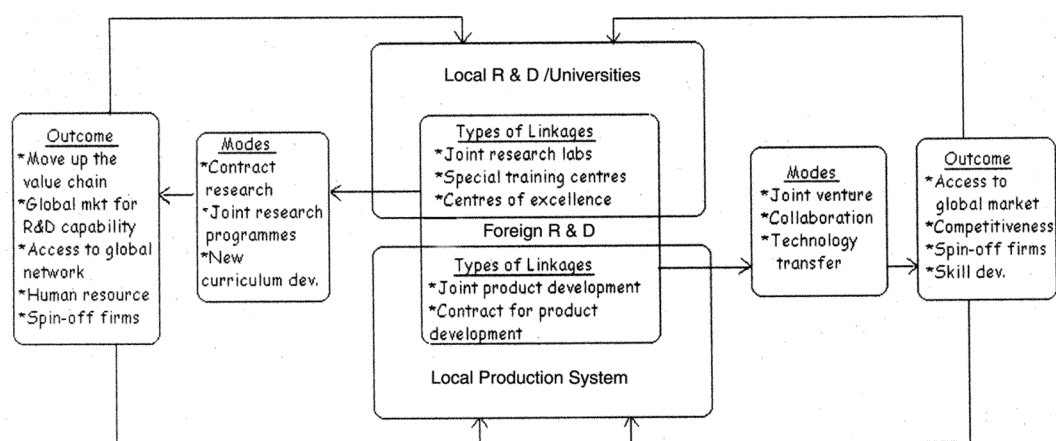 Local R & D /Universities
Outcome
*Move up the
value chain
*Global mkt for
R&D capability
*Access to global
network
*Human resource
*Spin-off firms
Modes
*Contract
research
*Joint research
programmes
*New
curriculum dev.
Types of Linkages
*Joint research labs
*Special training centres
*Centres of excellence
Foreign R & D
Types of Linkages
*Joint product development
*Contract for product
development
Local Production System
Modes
*Joint venture
*Collaboration
*Technology
transfer
Outcome
*Access to
global market
*Competitiveness
*Spin-off firms
*Skill dev.